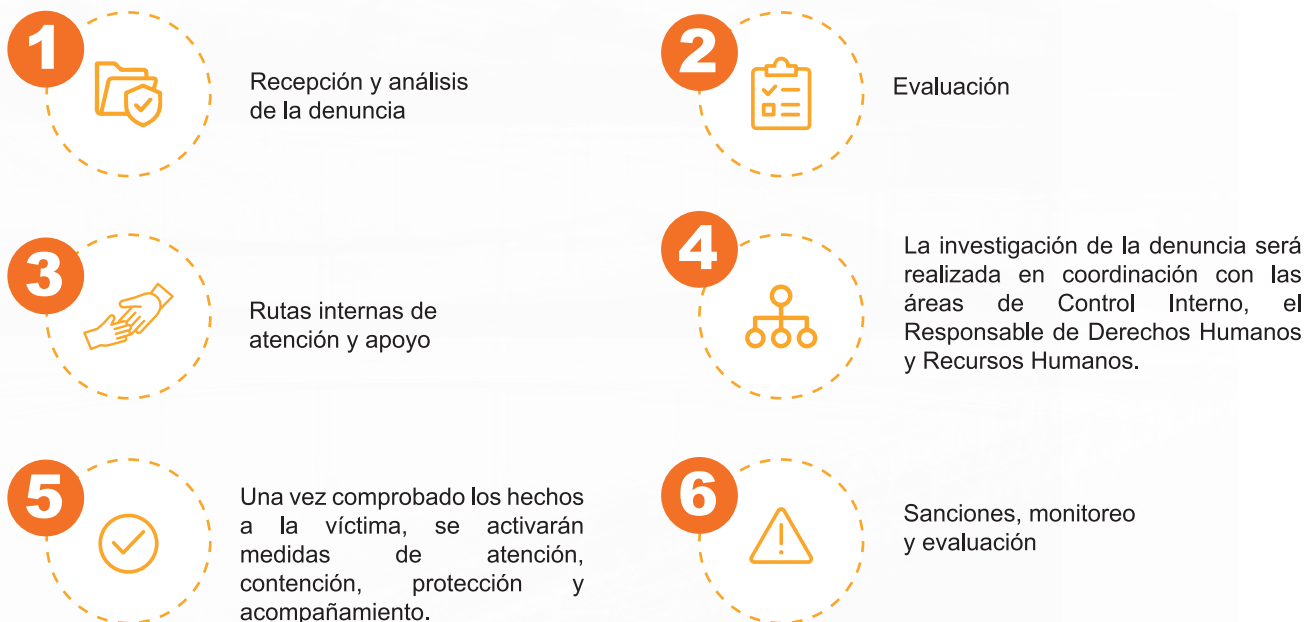 1
Recepción y análisis
de la denuncia
2
Evaluación
3
Rutas internas de
atención y apoyo
4
La investigación de la denuncia será
realizada en coordinación con las
áreas de Control Interno, el
Responsable de Derechos Humanos
y Recursos Humanos.
5
Una vez comprobado los hechos
a la víctima, se activarán
medidas de atención,
contención, protección y
acompañamiento.
6
Sanciones, monitoreo
y evaluación